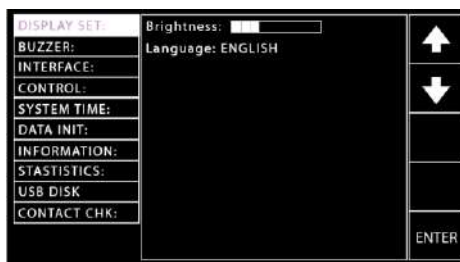 DISPLAY SET:
BUZZER:
INTERFACE:
CONTROL:
SYSTEM TIME:
DATA INIT:
INFORMATION:
STASTISTICS:
USB DISK
CONTACT CHK:
Brightness:
Language: ENGLISH
ENTER